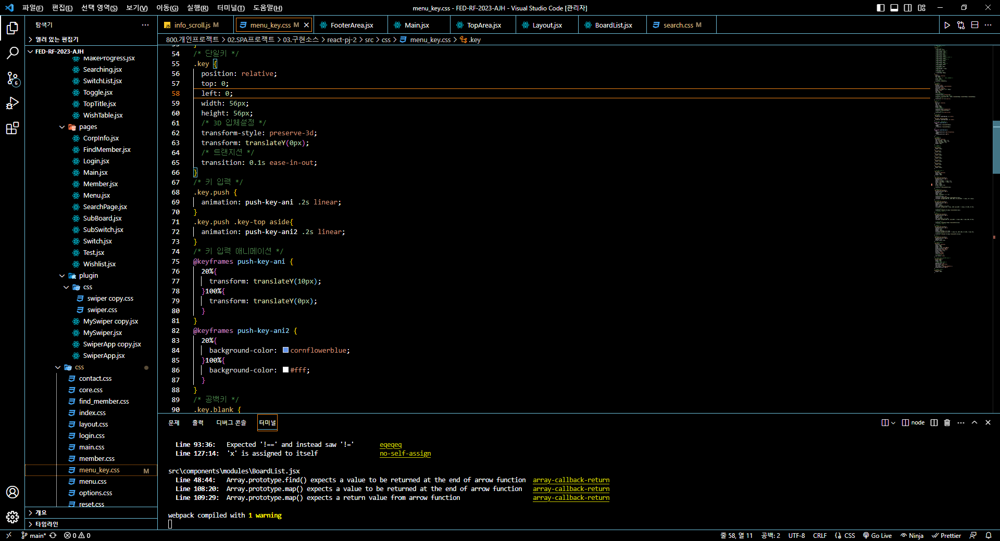 파일(F) 편집(E) 선택 영역(S) 보기(V) 이동(G) 실행(R) 터미널(T) 도움말(H) menu_key.css - FED-RF-2023-AJH - Visual Studio Code [관리자]
탐색기 ···
열려 있는 편집기
FED-RF-2023-AJH
MakeProgress.jsx
Searching.jsx
SwitchList.jsx
Toggle.jsx
TopTitle.jsx
WishTable.jsx
pages
CorpInfo.jsx
FindMember.jsx
Login.jsx
Main.jsx
Member.jsx
Menu.jsx
SearchPage.jsx
SubBoard.jsx
SubSwitch.jsx
Switch.jsx
Test.jsx
Wishlist.jsx
plugin
css
swiper copy.css
swiper.css
MySwiper copy.jsx
MySwiper.jsx
SwiperApp copy.jsx
SwiperApp.jsx
css
contact.css
core.css
find_member.css
index.css
layout.css
login.css
main.css
member.css
menu_key.css M
menu.css
options.css
reset.css
개요
타임라인
6
JS info_scroll.js M menu_key.css M FooterArea.jsx Main.jsx TopArea.jsx Layout.jsx BoardList.jsx search.css M
800.개인프로젝트 > 02.SPA프로젝트 > 03.구현소스 > react-pj-2 > src > css > menu_key.css > .key
54 /* 단일키 */
55 .key {
56 position: relative;
57 top: 0;
58 left: 0;
59 width: 56px;
60 height: 56px;
61 /* 3D 입체설정 */
62 transform-style: preserve-3d;
63 transform: translateY(0px);
64 /* 트랜지션 */
65 transition: 0.1s ease-in-out;
66 }
67 /* 키 입력 */
68 .key.push {
69 animation: push-key-ani .2s linear;
70 }
71 .key.push .key-top aside{
72 animation: push-key-ani2 .2s linear;
73 }
74 /* 키 입력 애니메이션 */
75 @keyframes push-key-ani {
76 20%{
77 transform: translateY(10px);
78 }100%{
79 transform: translateY(0px);
80 }
81 }
82 @keyframes push-key-ani2 {
83 20%{
84 background-color: cornflowerblue;
85 }100%{
86 background-color: #fff;
87 }
88 }
89 /* 공백키 */
90 .key.blank {
문제 출력 디버그 콘솔 터미널 node
Line 93:36: Expected '!==' and instead saw '!=' eqeqeq
Line 127:14: 'x' is assigned to itself no-self-assign
src\components\modules\BoardList.jsx
Line 48:44: Array.prototype.find() expects a value to be returned at the end of arrow function array-callback-return
Line 108:20: Array.prototype.map() expects a value to be returned at the end of arrow function array-callback-return
Line 109:29: Array.prototype.map() expects a return value from arrow function array-callback-return
webpack compiled with 1 warning
main* 0 0 줄 58, 열 11 공백: 2 UTF-8 CRLF CSS Go Live Ninja Prettier